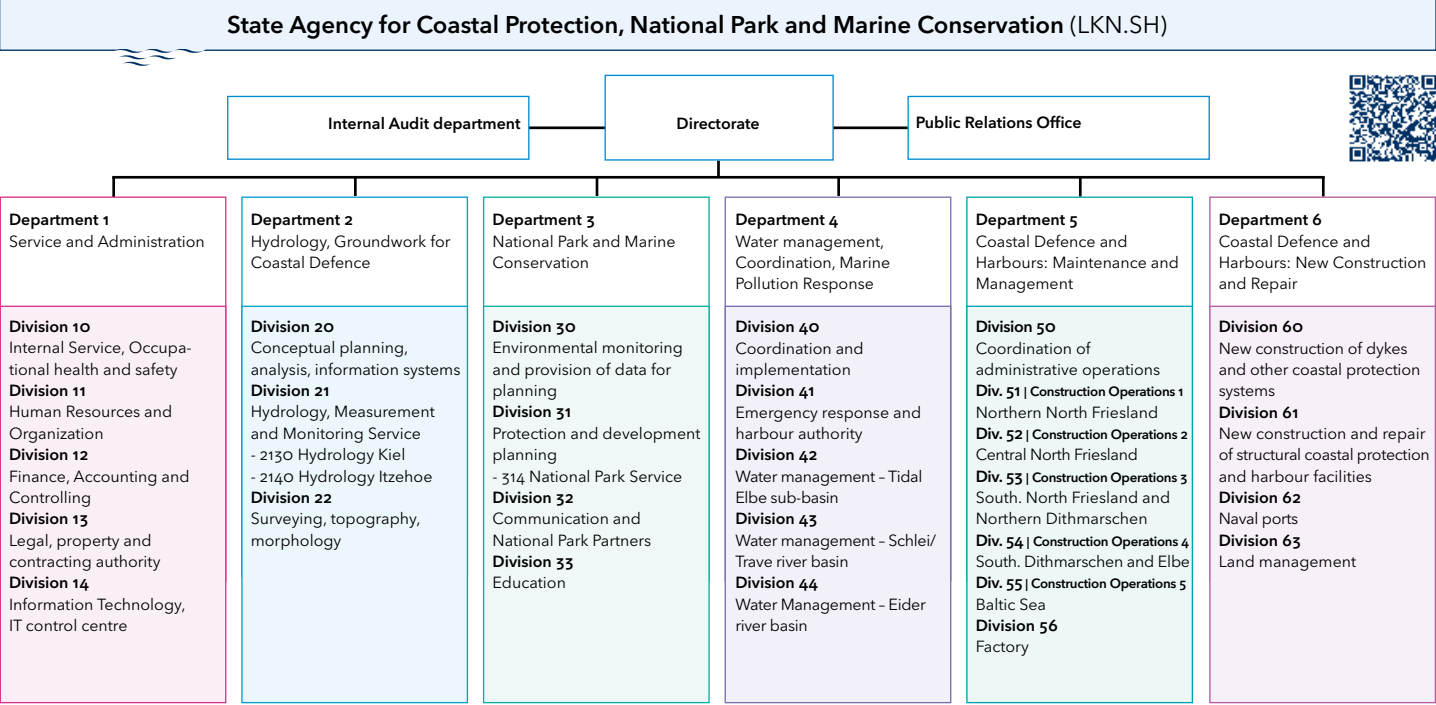 State Agency for Coastal Protection, National Park and Marine Conservation (LKN.SH)
Internal Audit department
Directorate
Public Relations Office
Department 1
Service and Administration
Division 10
Internal Service, Occupa-
tional health and safety
Division 11
Human Resources and
Organization
Division 12
Finance, Accounting and
Controlling
Division 13
Legal, property and
contracting authority
Division 14
Information Technology,
IT control centre
Department 2
Hydrology, Groundwork for
Coastal Defence
Division 20
Conceptual planning,
analysis, information systems
Division 21
Hydrology, Measurement
and Monitoring Service
- 2130 Hydrology Kiel
- 2140 Hydrology Itzehoe
Division 22
Surveying, topography,
morphology
Department 3
National Park and Marine
Conservation
Division 30
Environmental monitoring
and provision of data for
planning
Division 31
Protection and development
planning
- 314 National Park Service
Division 32
Communication and
National Park Partners
Division 33
Education
Department 4
Water management,
Coordination, Marine
Pollution Response
Division 40
Coordination and
implementation
Division 41
Emergency response and
harbour authority
Division 42
Water management – Tidal
Elbe sub-basin
Division 43
Water management – Schlei/
Trave river basin
Division 44
Water Management – Eider
river basin
Department 5
Coastal Defence and
Harbours: Maintenance and
Management
Division 50
Coordination of
administrative operations
Div. 51 | Construction Operations 1
Northern North Friesland
Div. 52 | Construction Operations 2
Central North Friesland
Div. 53 | Construction Operations 3
South. North Friesland and
Northern Dithmarschen
Div. 54 | Construction Operations 4
South. Dithmarschen and Elbe
Div. 55 | Construction Operations 5
Baltic Sea
Division 56
Factory
Department 6
Coastal Defence and
Harbours: New Construction
and Repair
Division 60
New construction of dykes
and other coastal protection
systems
Division 61
New construction and repair
of structural coastal protection
and harbour facilities
Division 62
Naval ports
Division 63
Land management